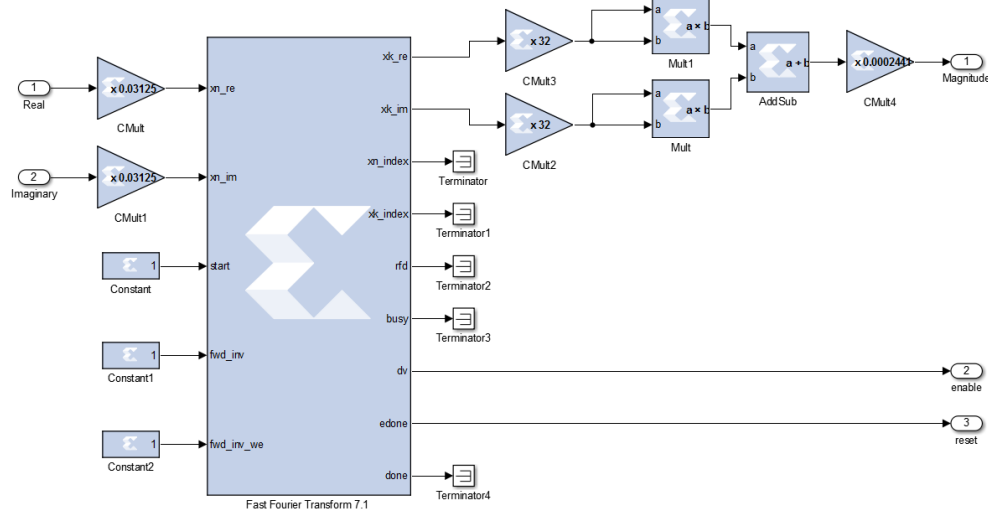 1
Real
x 0.03125
CMult
2
Imaginary
x 0.03125
CMult1
1
Constant
1
Constant1
1
Constant2
xn_re
xn_im
start
fwd_inv
fwd_inv_we
xk_re
xk_im
xn_index
xk_index
rfd
busy
dv
edone
done
Fast Fourier Transform 7.1
x 32
CMult3
x 32
CMult2
Terminator
Terminator1
Terminator2
Terminator3
Terminator4
a
b
a × b
Mult1
a
b
a × b
Mult
a
b
a + b
AddSub
x 0.0002441
CMult4
1
Magnitude
2
enable
3
reset